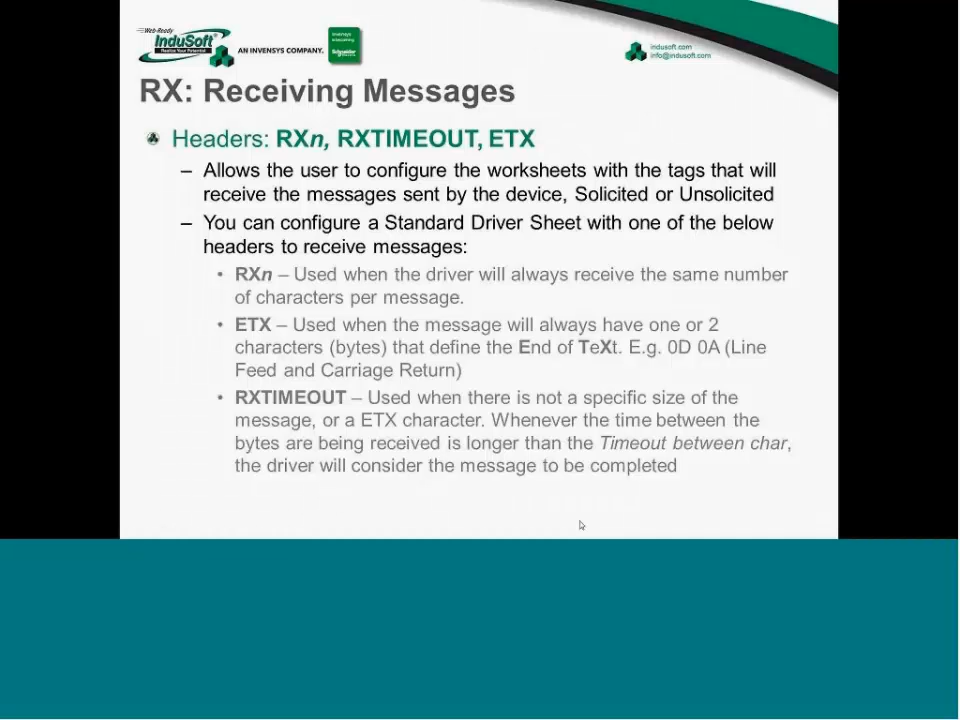 Web-Ready
InduSoft
Realize Your Potential
AN INVENSYS COMPANY.
invensys
Schneider
indusoft.com
info@indusoft.com
RX: Receiving Messages
Headers: RXn, RXTIMEOUT, ETX
– Allows the user to configure the worksheets with the tags that will
receive the messages sent by the device, Solicited or Unsolicited
– You can configure a Standard Driver Sheet with one of the below
headers to receive messages:
• RXn – Used when the driver will always receive the same number
of characters per message.
• ETX – Used when the message will always have one or 2
characters (bytes) that define the End of TeXt. E.g. 0D 0A (Line
Feed and Carriage Return)
• RXTIMEOUT – Used when there is not a specific size of the
message, or a ETX character. Whenever the time between the
bytes are being received is longer than the Timeout between char,
the driver will consider the message to be completed